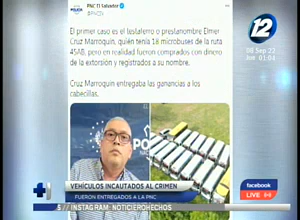 PNC El Salvador
@PNCSV
El primer caso es el testaferro o prestanombre Elmer
Cruz Marroquín, quién tenía 18 microbuses de la ruta
45AB, pero en realidad fueron comprados con dinero
de la extorsión y registrados a su nombre.
Cruz Marroquín entregaba las ganancias a los
cabecillas.
12
08 Sep 22
Jue 01:04
VEHÍCULOS INCAUTADOS AL CRIMEN
FUERON ENTREGADOS A LA PNC
INSTAGRAM: NOTICIEROHECHOS
facebook
LIVE